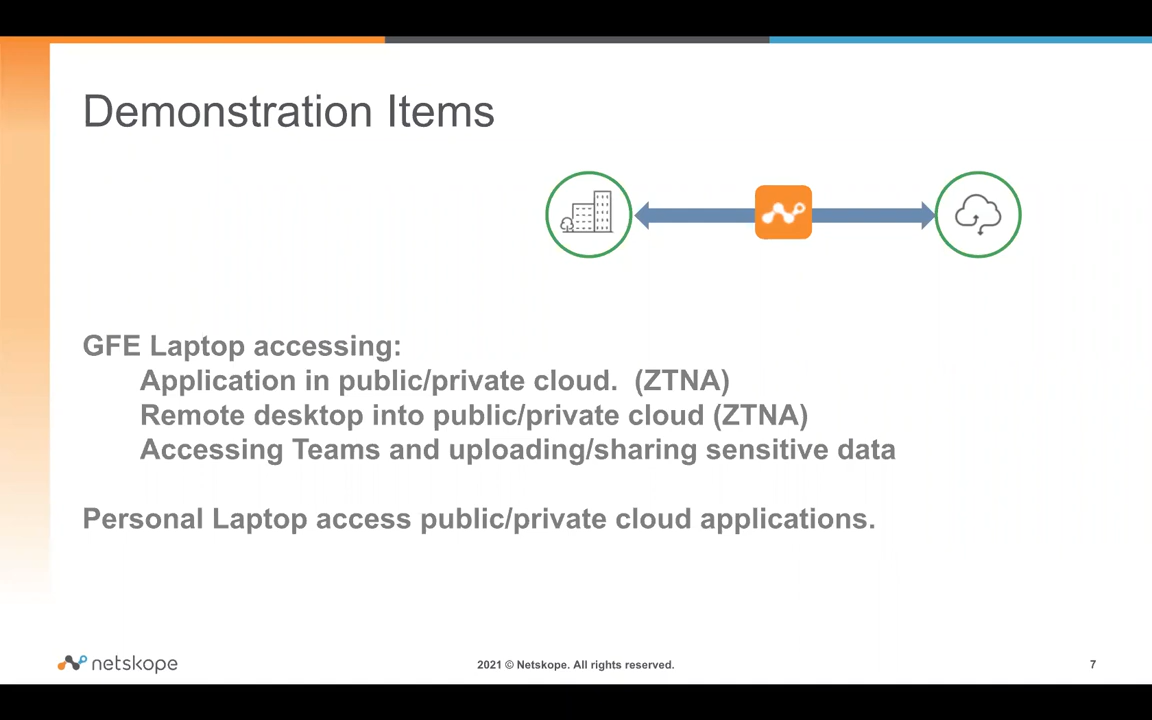 Demonstration Items
GFE Laptop accessing:
Application in public/private cloud.  (ZTNA)
Remote desktop into public/private cloud (ZTNA)
Accessing Teams and uploading/sharing sensitive data
Personal Laptop access public/private cloud applications.
netskope
2021 © Netskope. All rights reserved.
7